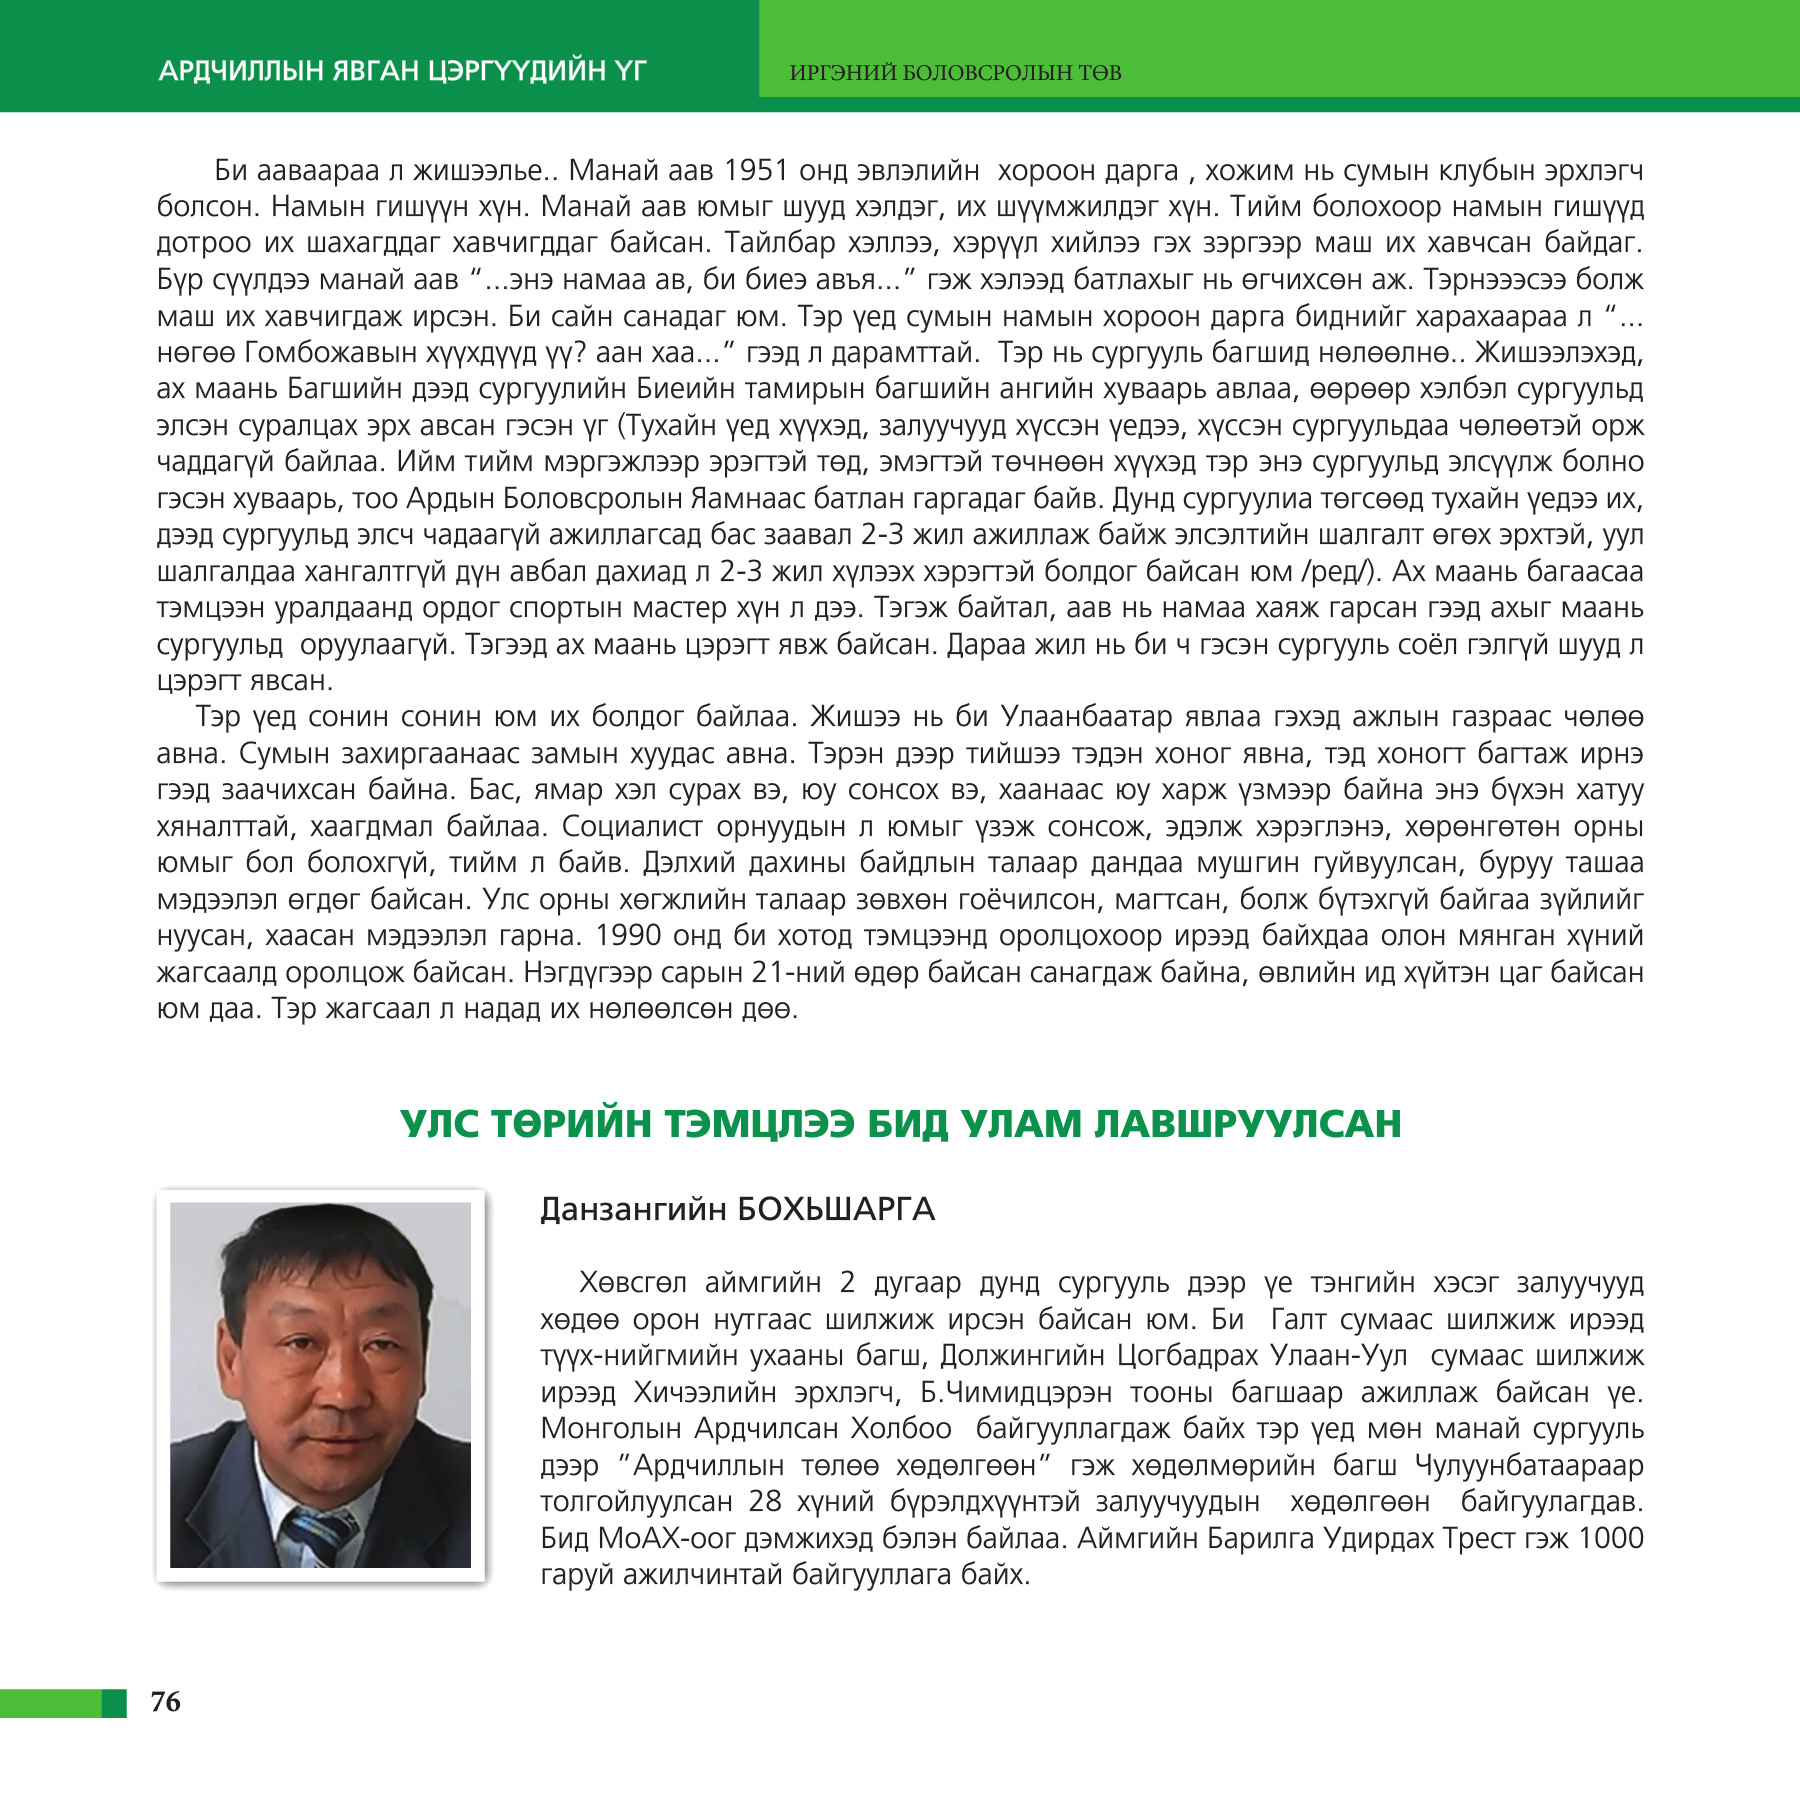 АРДЧИЛЛЫН ЯВГАН ЦЭРГҮҮДИЙН ҮГ
ИРГЭНИЙ БОЛОВСРОЛЫН ТӨВ
Би ааваараа л жишээлье.. Манай аав 1951 онд эвлэлийн хороон дарга , хожим нь сумын клубын эрхлэгч
болсон. Намын гишүүн хүн. Манай аав юмыг шууд хэлдэг, их шүүмжилдэг хүн. Тийм болохоор намын гишүүд
дотроо их шахагддаг хавчигддаг байсан. Тайлбар хэллээ, хэрүүл хийлээ гэх зэргээр маш их хавчсан байдаг.
Бүр сүүлдээ манай аав “...энэ намаа ав, би биеэ авъя...” гэж хэлээд батлахыг нь өгчихсөн аж. Тэрнэээсээ болж
маш их хавчигдаж ирсэн. Би сайн санадаг юм. Тэр үед сумын намын хороон дарга биднийг харахаараа л “...
нөгөө Гомбожавын хүүхдүүд үү? аан хаа...” гээд л дарамттай. Тэр нь сургууль багшид нөлөөлнө.. Жишээлэхэд,
ах маань Багшийн дээд сургуулийн Биеийн тамирын багшийн ангийн хуваарь авлаа, өөрөөр хэлбэл сургуульд
элсэн суралцах эрх авсан гэсэн үг (Тухайн үед хүүхэд, залуучууд хүссэн үедээ, хүссэн сургуульдаа чөлөөтэй орж
чаддагүй байлаа. Ийм тийм мэргэжлээр эрэгтэй төд, эмэгтэй төчнөөн хүүхэд тэр энэ сургуульд элсүүлж болно
гэсэн хуваарь, тоо Ардын Боловсролын Яамнаас батлан гаргадаг байв. Дунд сургуулиа төгсөөд тухайн үедээ их,
дээд сургуульд элсч чадаагүй ажиллагсад бас заавал 2-3 жил ажиллаж байж элсэлтийн шалгалт өгөх эрхтэй, уул
шалгалдаа хангалтгүй дүн авбал дахиад л 2-3 жил хүлээх хэрэгтэй болдог байсан юм /ред/). Ах маань багаасаа
тэмцээн уралдаанд ордог спортын мастер хүн л дээ. Тэгэж байтал, аав нь намаа хаяж гарсан гээд ахыг маань
сургуульд оруулаагүй. Тэгээд ах маань цэрэгт явж байсан. Дараа жил нь би ч гэсэн сургууль соёл гэлгүй шууд л
цэрэгт явсан.
Тэр үед сонин сонин юм их болдог байлаа. Жишээ нь би Улаанбаатар явлаа гэхэд ажлын газраас чөлөө
авна. Сумын захиргаанаас замын хуудас авна. Тэрэн дээр тийшээ тэдэн хоног явна, тэд хоногт багтаж ирнэ
гээд заачихсан байна. Бас, ямар хэл сурах вэ, юу сонсох вэ, хаанаас юу харж үзмээр байна энэ бүхэн хатуу
хяналттай, хаагдмал байлаа. Социалист орнуудын л юмыг үзэж сонсож, эдэлж хэрэглэнэ, хөрөнгөтөн орны
юмыг бол болохгүй, тийм л байв. Дэлхий дахины байдлын талаар дандаа мушгин гуйвуулсан, буруу ташаа
мэдээлэл өгдөг байсан. Улс орны хөгжлийн талаар зөвхөн гоёчилсон, магтсан, болж бүтэхгүй байгаа зүйлийг
нуусан, хаасан мэдээлэл гарна. 1990 онд би хотод тэмцээнд оролцохоор ирээд байхдаа олон мянган хүний
жагсаалд оролцож байсан. Нэгдүгээр сарын 21-ний өдөр байсан санагдаж байна, өвлийн ид хүйтэн цаг байсан
юм даа. Тэр жагсаал л надад их нөлөөлсөн дөө.
УЛС ТӨРИЙН ТЭМЦЛЭЭ БИД УЛАМ ЛАВШРУУЛСАН
Данзангийн БОХЬШАРГА
Хөвсгөл аймгийн 2 дугаар дунд сургууль дээр үе тэнгийн хэсэг залуучууд
хөдөө орон нутгаас шилжиж ирсэн байсан юм. Би Галт сумаас шилжиж ирээд
түүх-нийгмийн ухааны багш, Должингийн Цогбадрах Улаан-Уул сумаас шилжиж
ирээд Хичээлийн эрхлэгч, Б.Чимидцэрэн тооны багшаар ажиллаж байсан үе.
Монголын Ардчилсан Холбоо байгууллагдаж байх тэр үед мөн манай сургууль
дээр ”Ардчиллын төлөө хөдөлгөөн” гэж хөдөлмөрийн багш Чулуунбатаараар
толгойлуулсан 28 хүний бүрэлдхүүнтэй залуучуудын хөдөлгөөн байгуулагдав.
Бид МоАХ-оог дэмжихэд бэлэн байлаа. Аймгийн Барилга Удирдах Трест гэж 1000
гаруй ажилчинтай байгууллага байх.
76